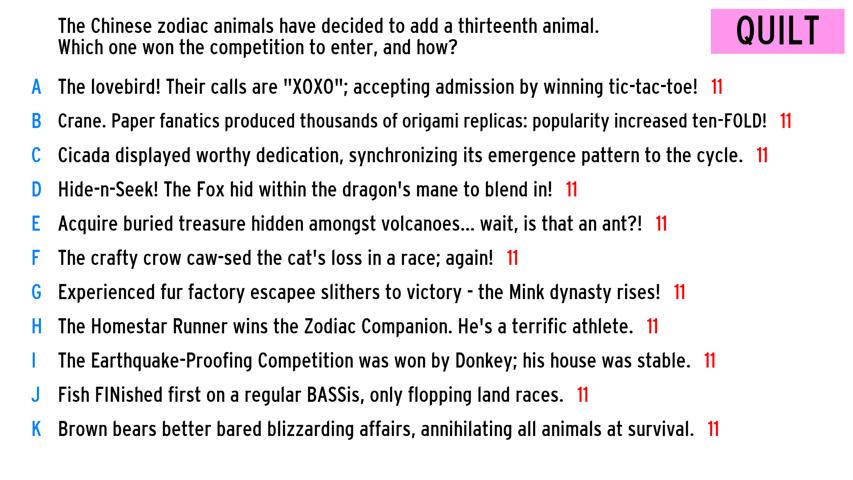 The Chinese zodiac animals have decided to add a thirteenth animal.
Which one won the competition to enter, and how?
QUILT
A The lovebird! Their calls are "XOXO"; accepting admission by winning tic-tac-toe! 11
B Crane. Paper fanatics produced thousands of origami replicas: popularity increased ten-FOLD! 11
C Cicada displayed worthy dedication, synchronizing its emergence pattern to the cycle. 11
D Hide-n-Seek! The Fox hid within the dragon's mane to blend in! 11
E Acquire buried treasure hidden amongst volcanoes... wait, is that an ant?! 11
F The crafty crow caw-sed the cat's loss in a race; again! 11
G Experienced fur factory escapee slithers to victory - the Mink dynasty rises! 11
H The Homestar Runner wins the Zodiac Companion. He's a terrific athlete. 11
I The Earthquake-Proofing Competition was won by Donkey; his house was stable. 11
J Fish FINished first on a regular BASSis, only flopping land races. 11
K Brown bears better bared blizzarding affairs, annihilating all animals at survival. 11